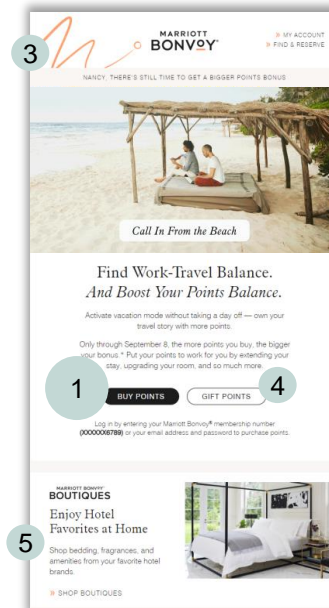 3
MARRIOTT
BONVOY
» MY ACCOUNT
» FIND & RESERVE
NANCY, THERE'S STILL TIME TO GET A BIGGER POINTS BONUS
Call In From the Beach
Find Work-Travel Balance.
And Boost Your Points Balance.
Activate vacation mode without taking a day off — own your
travel story with more points.
Only through September 8, the more points you buy, the bigger
your bonus.* Put your points to work for you by extending your
stay, upgrading your room, and so much more.
1
BUY POINTS
GIFT POINTS
4
Log in by entering your Marriott Bonvoy® membership number
(XXXXXX6789) or your email address and password to purchase points.
MARRIOTT BONVOY
BOUTIQUES
Enjoy Hotel
Favorites at Home
5
Shop bedding, fragrances, and
amenities from your favorite hotel
brands.
» SHOP BOUTIQUES